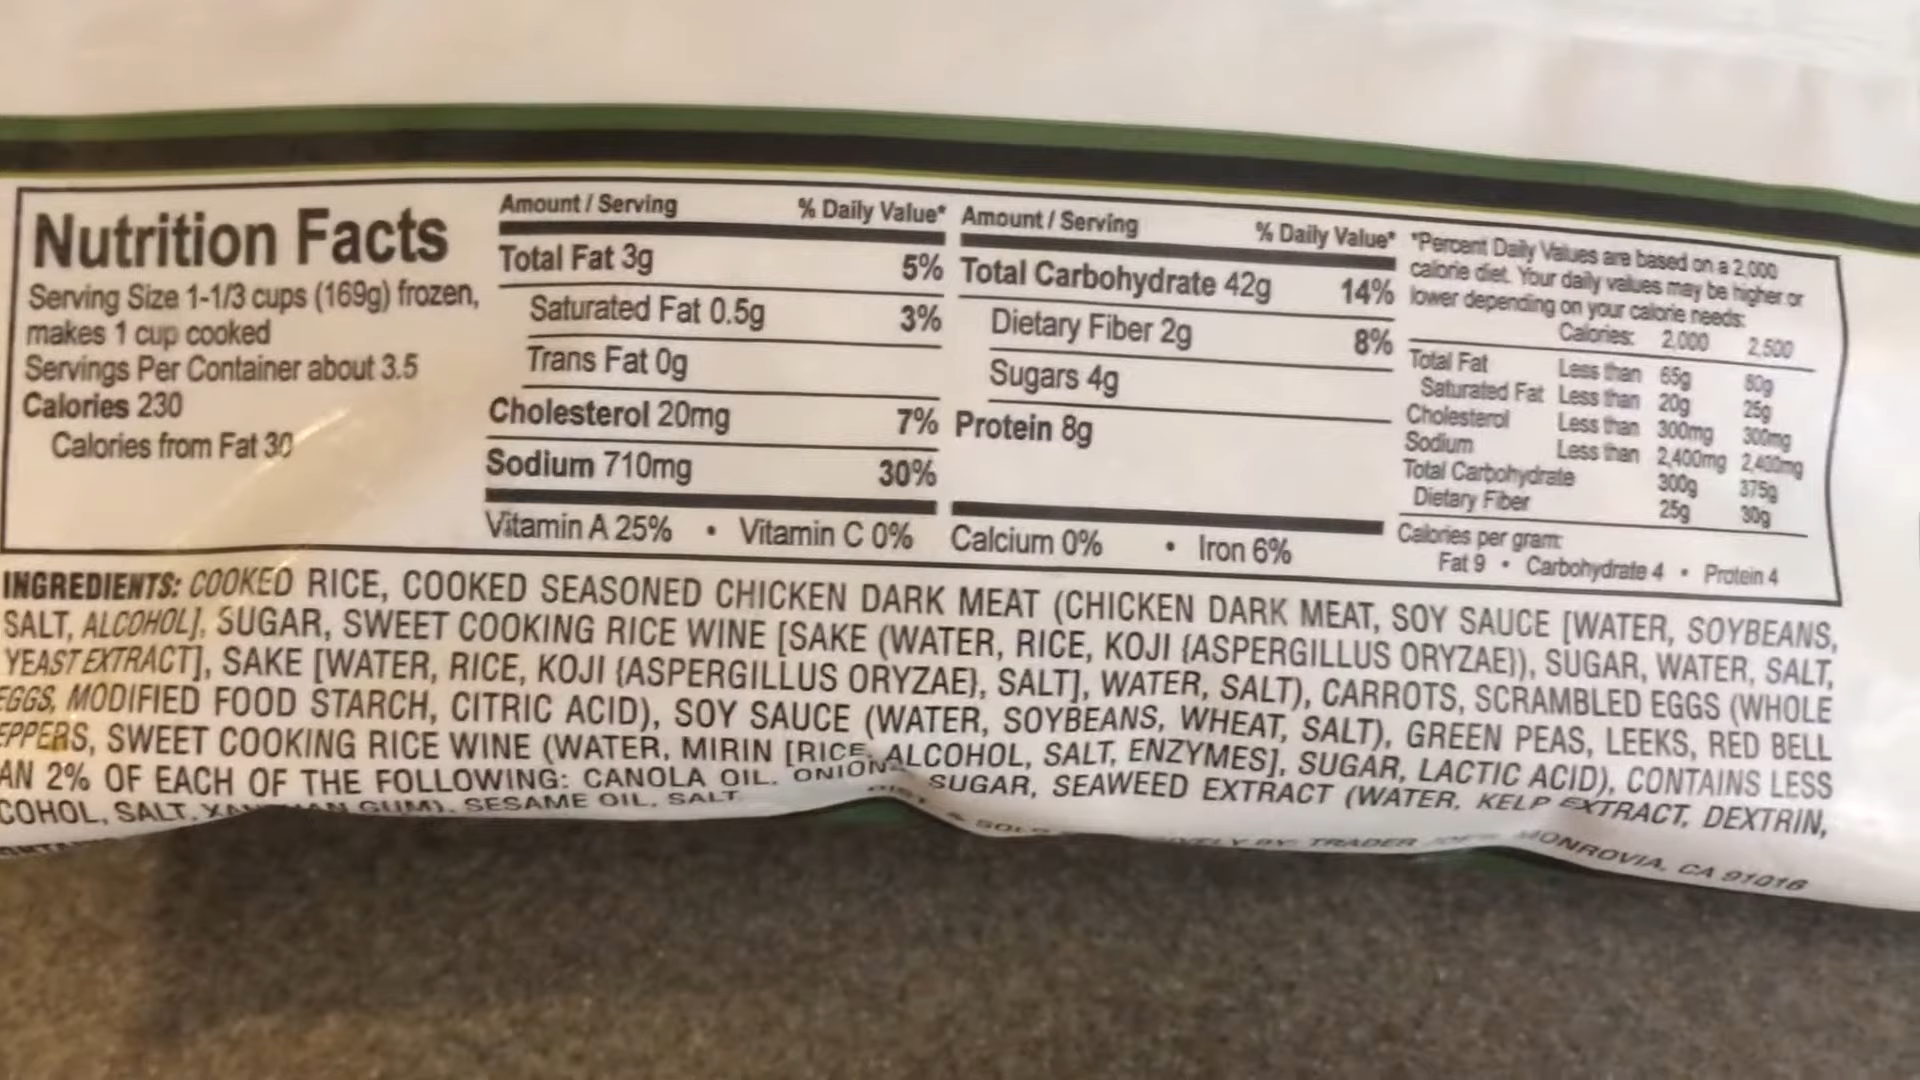 Nutrition Facts
Serving Size 1-1/3 cups (169g) frozen,
makes 1 cup cooked
Servings Per Container about 3.5
Calories 230
Calories from Fat 30
Amount / Serving % Daily Value*
Total Fat 3g 5%
Saturated Fat 0.5g 3%
Trans Fat 0g
Cholesterol 20mg 7%
Sodium 710mg 30%
Amount / Serving % Daily Value*
Total Carbohydrate 42g 14%
Dietary Fiber 2g 8%
Sugars 4g
Protein 8g
Vitamin A 25% • Vitamin C 0% Calcium 0% • Iron 6%
*Percent Daily Values are based on a 2,000
calorie diet. Your daily values may be higher or
lower depending on your calorie needs:
Calories: 2,000 2,500
Total Fat Less than 65g 80g
Saturated Fat Less than 20g 25g
Cholesterol Less than 300mg 300mg
Sodium Less than 2,400mg 2,400mg
Total Carbohydrate 300g 375g
Dietary Fiber 25g 30g
Calories per gram:
Fat 9 • Carbohydrate 4 • Protein 4
INGREDIENTS: COOKED RICE, COOKED SEASONED CHICKEN DARK MEAT (CHICKEN DARK MEAT, SOY SAUCE [WATER, SOYBEANS,
SALT, ALCOHOL], SUGAR, SWEET COOKING RICE WINE [SAKE (WATER, RICE, KOJI {ASPERGILLUS ORYZAE}), SUGAR, WATER, SALT,
YEAST EXTRACT], SAKE [WATER, RICE, KOJI {ASPERGILLUS ORYZAE}, SALT], WATER, SALT), CARROTS, SCRAMBLED EGGS (WHOLE
EGGS, MODIFIED FOOD STARCH, CITRIC ACID), SOY SAUCE (WATER, SOYBEANS, WHEAT, SALT), GREEN PEAS, LEEKS, RED BELL
EPPERS, SWEET COOKING RICE WINE (WATER, MIRIN [RICE, ALCOHOL, SALT, ENZYMES], SUGAR, LACTIC ACID), CONTAINS LESS
AN 2% OF EACH OF THE FOLLOWING: CANOLA OIL, SUGAR, SEAWEED EXTRACT (WATER, KELP EXTRACT, DEXTRIN,
COHOL, SALT, GUM), SESAME OIL, SALT
BY: TRADER MONROVIA, CA 91016